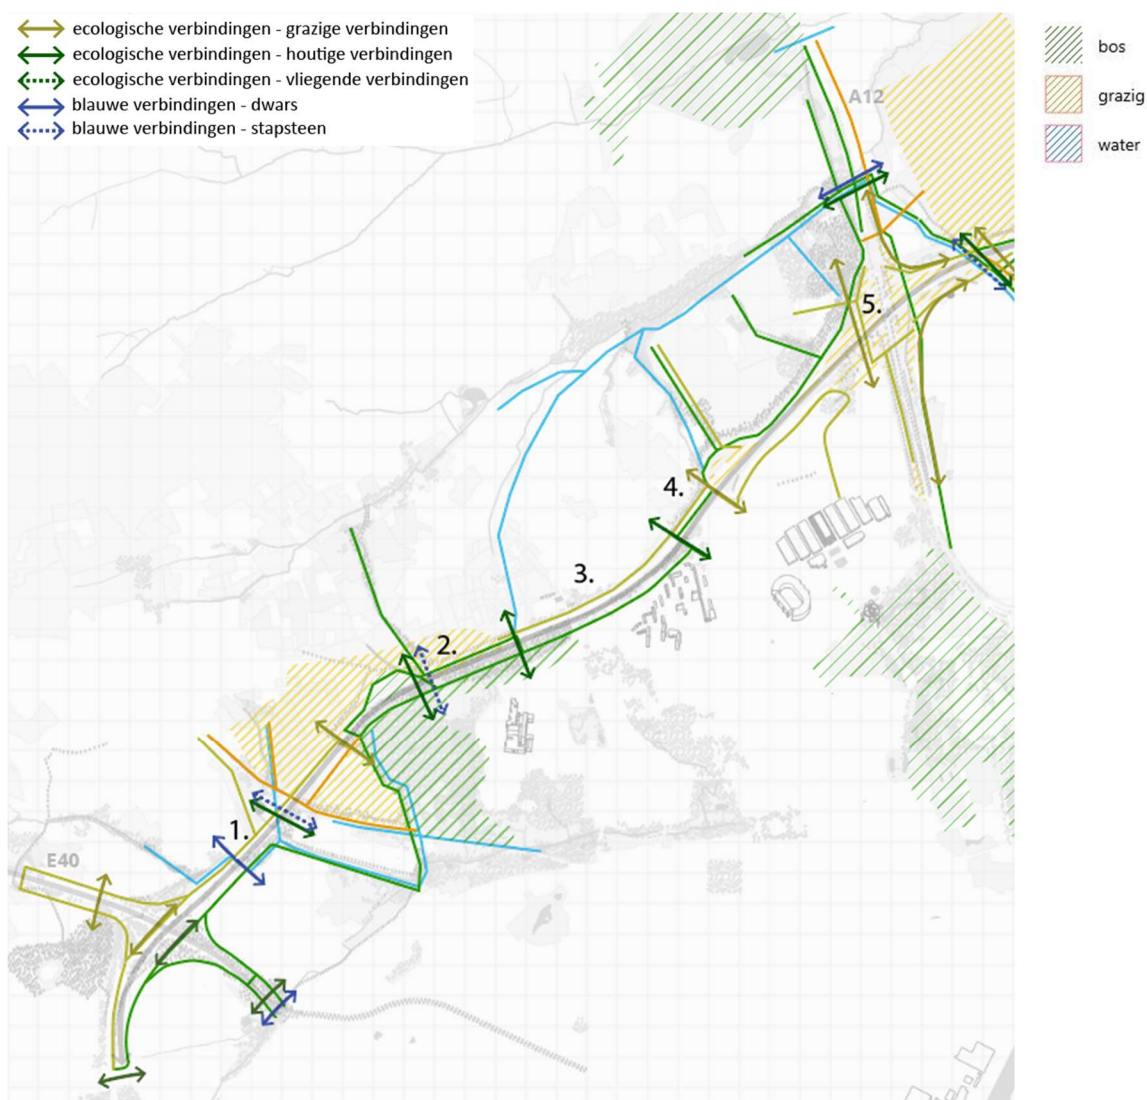 ecologische verbindingen - grazige verbindingen
ecologische verbindingen - houtige verbindingen
ecologische verbindingen - vliegende verbindingen
blauwe verbindingen - dwars
blauwe verbindingen - stapsteen
bos
grazig
water
A12
5.
4.
3.
2.
1.
E40